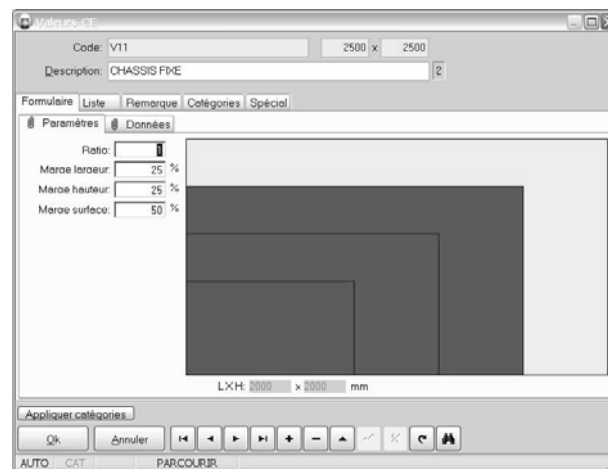 Valeurs-CE
Code: V11 2500 x 2500
Description: CHASSIS FIXE 2
Formulaire Liste Remarque Catégories Spécial
Paramètres Données
Ratio: 1
Marge largeur: 25 %
Marge hauteur: 25 %
Marge surface: 50 %
LXH: 2000 x 2000 mm
Appliquer catégories
Ok Annuler
AUTO CAT PARCOURIR